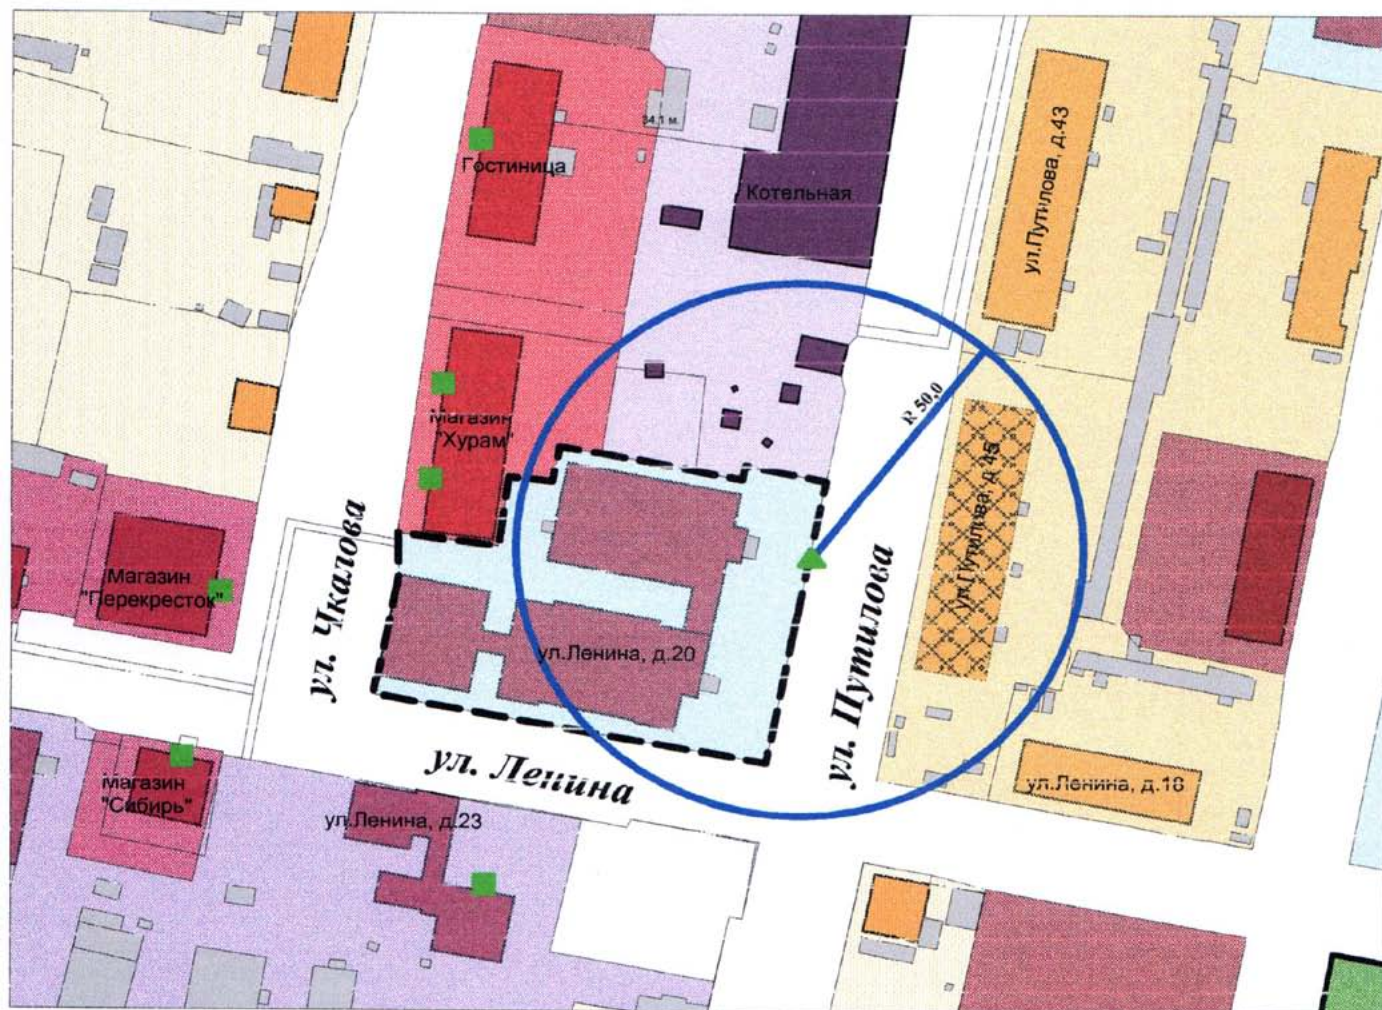 34,1 м.
Гостиница
Котельная
ул.Путилова, д.43
Магазин
"Хурам"
R 50,0
ул.Путилова, д.45
ул. Чкалова
Магазин
"Перекресток"
ул.Ленина, д.20
ул. Путилова
ул. Ленина
Магазин
"Сибирь"
ул.Ленина, д.23
ул.Ленина, д.18